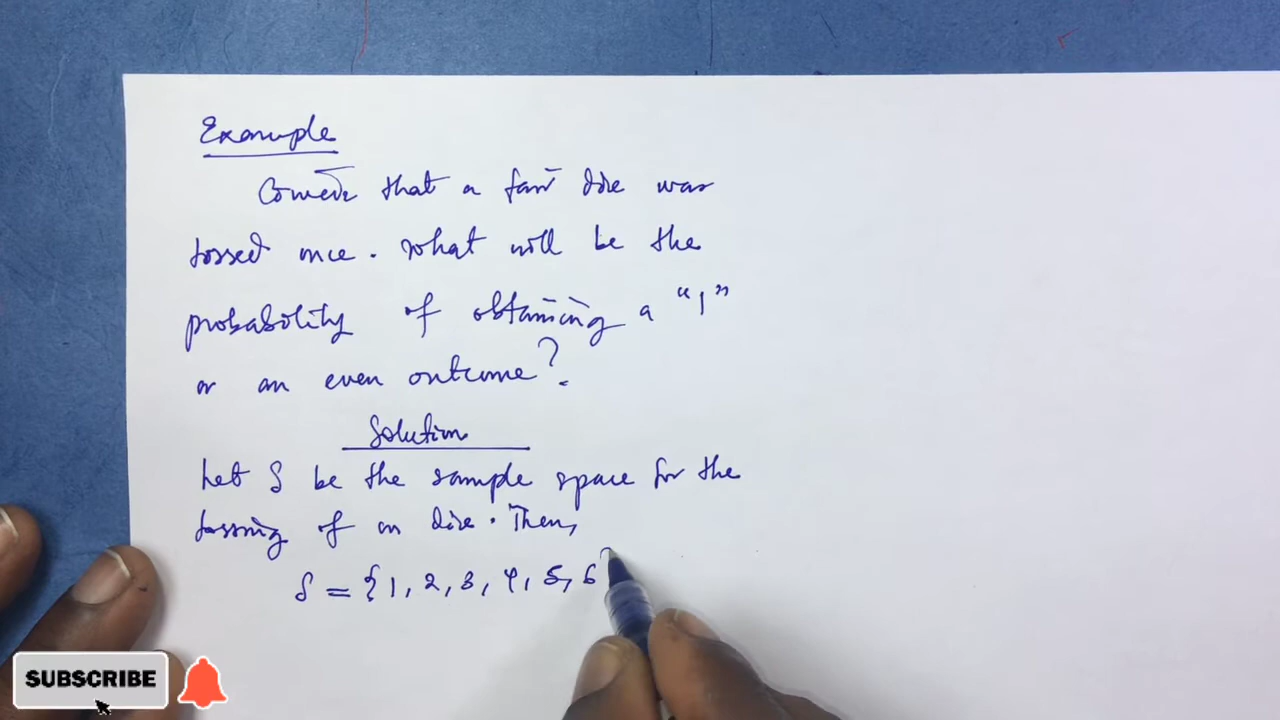 Example
Consider that a fair die was
tossed once. What will be the
probability of obtaining a "1"
or an even outcome?
Solution
Let S be the sample space for the
tossing of an die. Then,
S = {1, 2, 3, 4, 5, 6
SUBSCRIBE